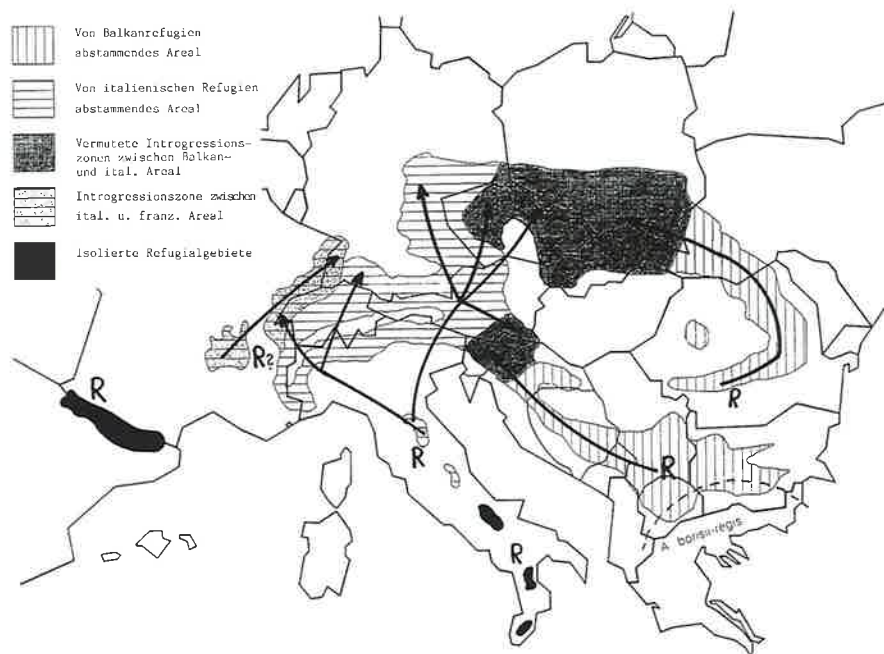 Von Balkanrefugien
abstammendes Areal
Von italienischen Refugien
abstammendes Areal
Vermutete Introgressions-
zonen zwischen Balkan-
und ital. Areal
Introgressionszone zwischen
ital. u. franz. Areal
Isolierte Refugialgebiete
R?
R
R
R
R
R
A borisii-regis